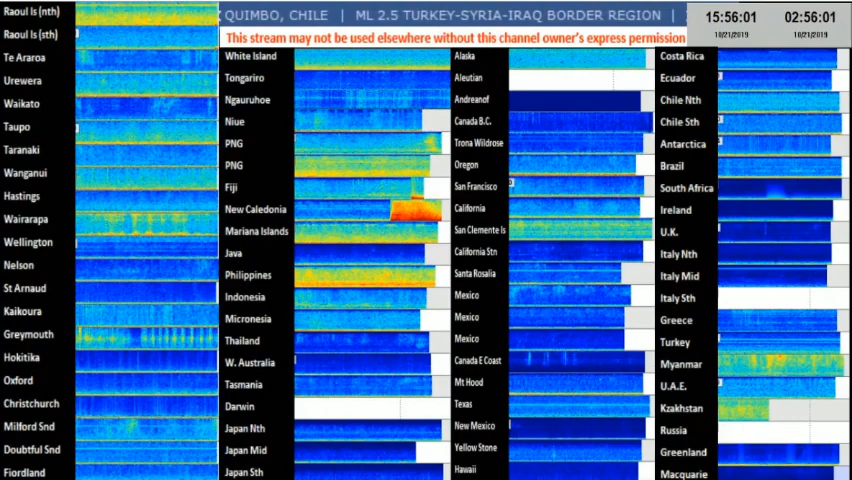 QUIMBO, CHILE | ML 2.5 TURKEY-SYRIA-IRAQ BORDER REGION |
15:56:01 02:56:01
10/21/2019 10/21/2019
This stream may not be used elsewhere without this channel owner's express permission
Raoul Is (nth)
Raoul Is (sth)
Te Araroa
Urewera
Waikato
Taupo
Taranaki
Wanganui
Hastings
Wairarapa
Wellington
Nelson
St Arnaud
Kaikoura
Greymouth
Hokitika
Oxford
Christchurch
Milford Snd
Doubtful Snd
Fiordland
White Island
Tongariro
Ngauruhoe
Niue
PNG
PNG
Fiji
New Caledonia
Mariana Islands
Java
Philippines
Indonesia
Micronesia
Thailand
W. Australia
Tasmania
Darwin
Japan Nth
Japan Mid
Japan Sth
Alaska
Aleutian
Andreanof
Canada B.C.
Trona Wildrose
Oregon
San Francisco
California
San Clemente Is
California Stn
Santa Rosalia
Mexico
Mexico
Mexico
Canada E Coast
Mt Hood
Texas
New Mexico
Yellow Stone
Hawaii
Costa Rica
Ecuador
Chile Nth
Chile Sth
Antarctica
Brazil
South Africa
Ireland
U.K.
Italy Nth
Italy Mid
Italy Sth
Greece
Turkey
Myanmar
U.A.E.
Kzakhstan
Russia
Greenland
Macquarie